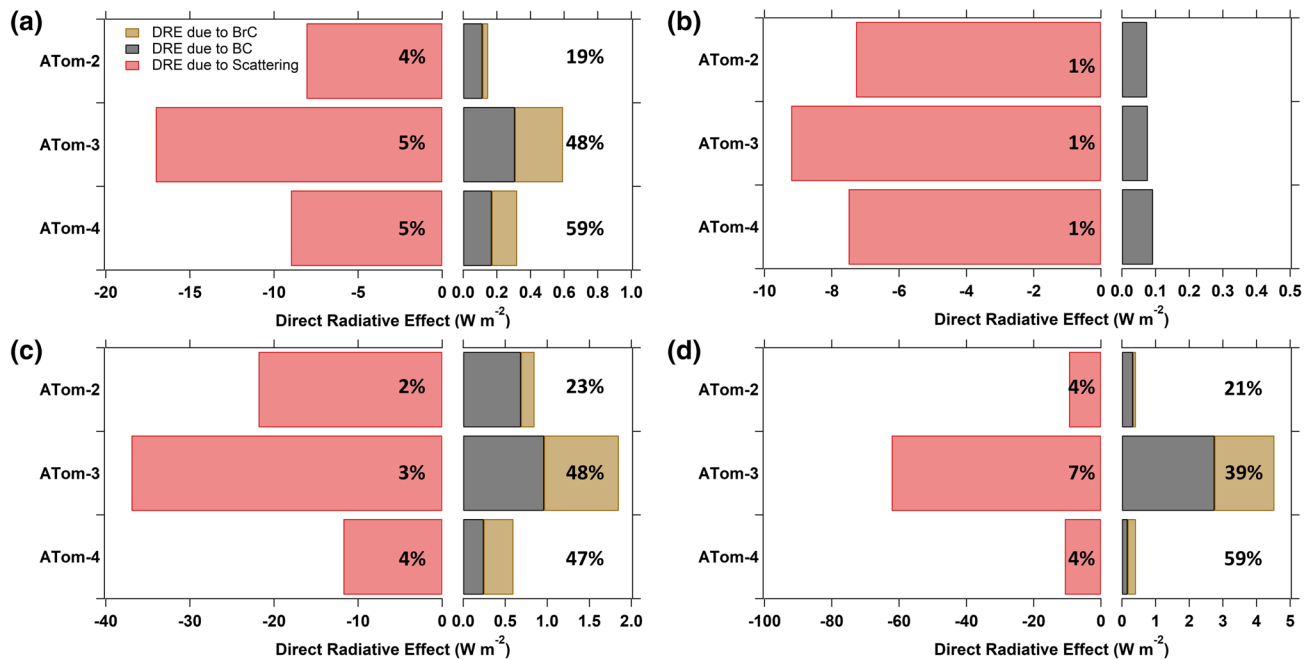 (a)
DRE due to BrC
DRE due to BC
DRE due to Scattering
ATom-2
4%
19%
ATom-3
5%
48%
ATom-4
5%
59%
-20 -15 -10 -5 0 0.0 0.2 0.4 0.6 0.8 1.0
Direct Radiative Effect (W m⁻²)
(b)
ATom-2
1%
ATom-3
1%
ATom-4
1%
-10 -8 -6 -4 -2 0 0.0 0.1 0.2 0.3 0.4 0.5
Direct Radiative Effect (W m⁻²)
(c)
ATom-2
2%
23%
ATom-3
3%
48%
ATom-4
4%
47%
-40 -30 -20 -10 0 0.0 0.5 1.0 1.5 2.0
Direct Radiative Effect (W m⁻²)
(d)
ATom-2
4%
21%
ATom-3
7%
39%
ATom-4
4%
59%
-100 -80 -60 -40 -20 0 0 1 2 3 4 5
Direct Radiative Effect (W m⁻²)